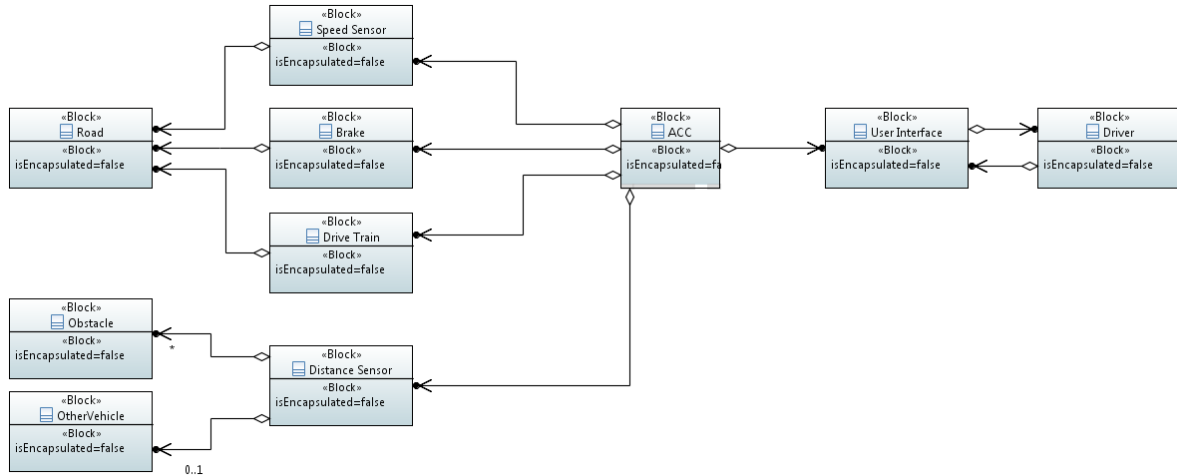 «Block»
Speed Sensor
«Block»
isEncapsulated=false
«Block»
Road
«Block»
isEncapsulated=false
«Block»
Brake
«Block»
isEncapsulated=false
«Block»
ACC
«Block»
isEncapsulated=fa
«Block»
User Interface
«Block»
isEncapsulated=false
«Block»
Driver
«Block»
isEncapsulated=false
«Block»
Drive Train
«Block»
isEncapsulated=false
«Block»
Obstacle
«Block»
isEncapsulated=false
*
«Block»
Distance Sensor
«Block»
isEncapsulated=false
«Block»
OtherVehicle
«Block»
isEncapsulated=false
0..1